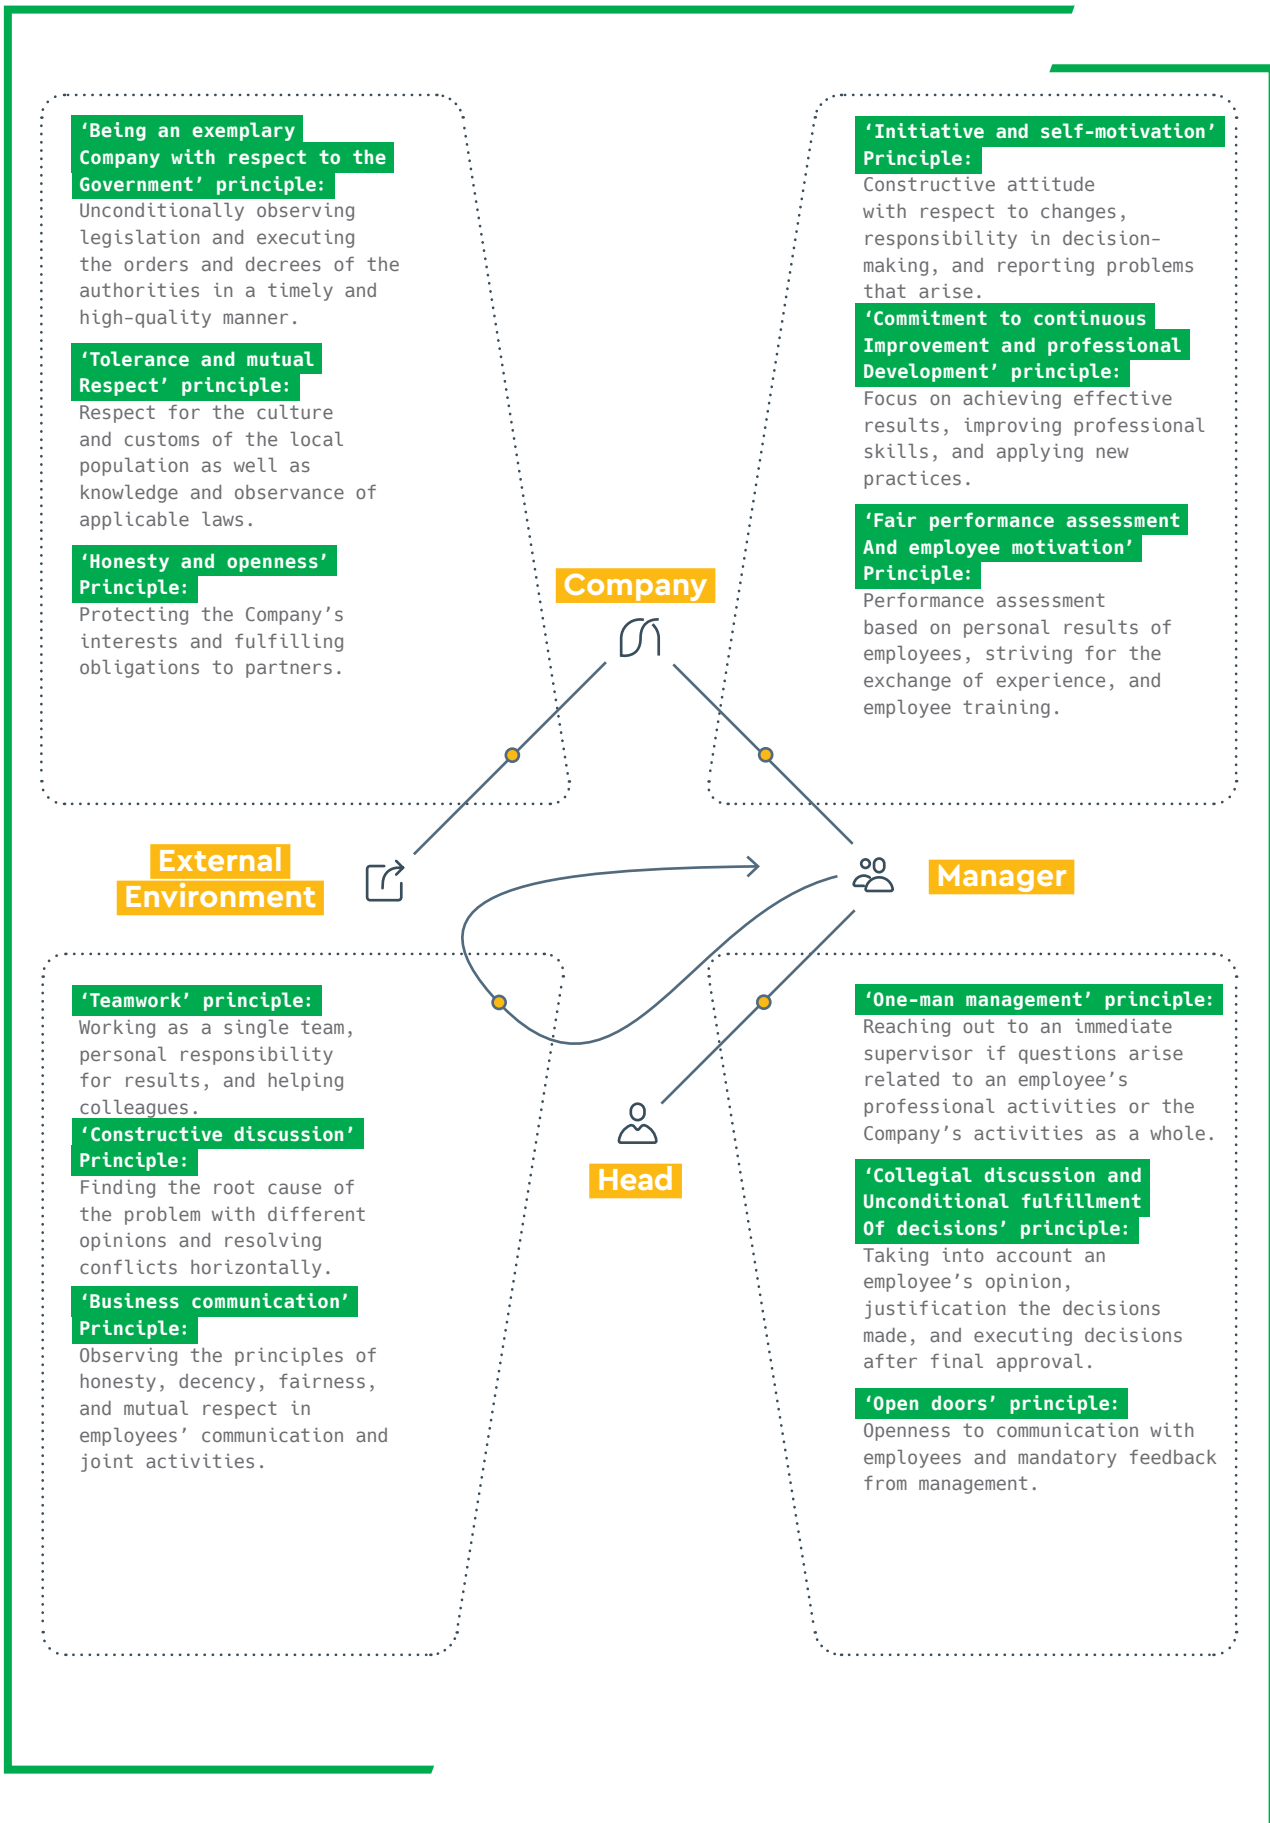 ‘Being an exemplary
Company with respect to the
Government’ principle:
Unconditionally observing
legislation and executing
the orders and decrees of the
authorities in a timely and
high-quality manner.
‘Tolerance and mutual
Respect’ principle:
Respect for the culture
and customs of the local
population as well as
knowledge and observance of
applicable laws.
‘Honesty and openness’
Principle:
Protecting the Company’s
interests and fulfilling
obligations to partners.
‘Initiative and self-motivation’
Principle:
Constructive attitude
with respect to changes,
responsibility in decision-
making, and reporting problems
that arise.
‘Commitment to continuous
Improvement and professional
Development’ principle:
Focus on achieving effective
results, improving professional
skills, and applying new
practices.
‘Fair performance assessment
And employee motivation’
Principle:
Performance assessment
based on personal results of
employees, striving for the
exchange of experience, and
employee training.
Company
External
Environment
Manager
Head
‘Teamwork’ principle:
Working as a single team,
personal responsibility
for results, and helping
colleagues.
‘Constructive discussion’
Principle:
Finding the root cause of
the problem with different
opinions and resolving
conflicts horizontally.
‘Business communication’
Principle:
Observing the principles of
honesty, decency, fairness,
and mutual respect in
employees’ communication and
joint activities.
‘One-man management’ principle:
Reaching out to an immediate
supervisor if questions arise
related to an employee’s
professional activities or the
Company’s activities as a whole.
‘Collegial discussion and
Unconditional fulfillment
Of decisions’ principle:
Taking into account an
employee’s opinion,
justification the decisions
made, and executing decisions
after final approval.
‘Open doors’ principle:
Openness to communication with
employees and mandatory feedback
from management.